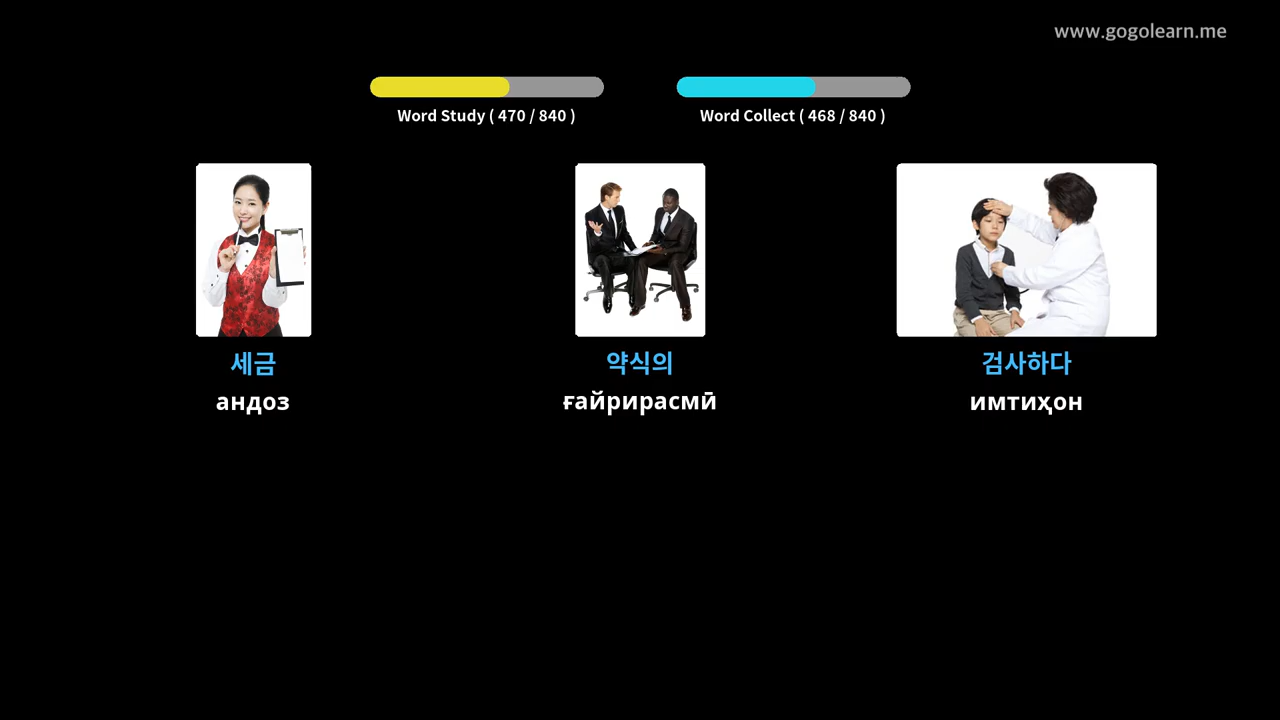 www.gogolearn.me
Word Study ( 470 / 840 )
Word Collect ( 468 / 840 )
세금
약식의
검사하다
андоз
ғайрирасмӣ
имтиҳон